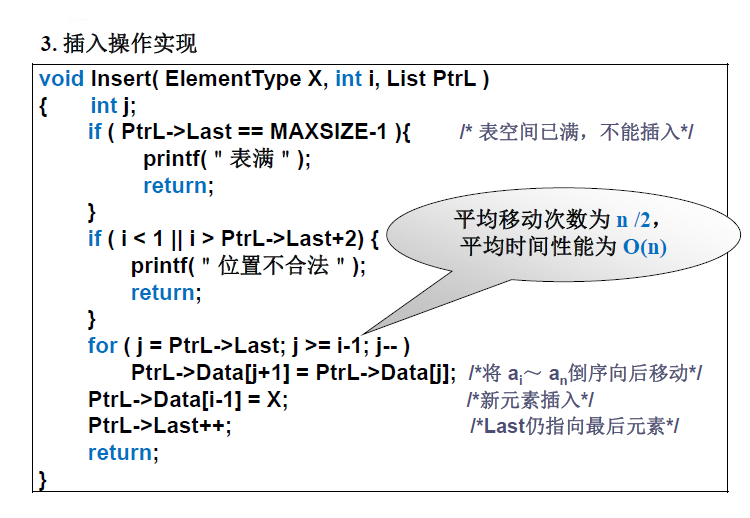 3. 插入操作实现
void Insert( ElementType X, int i, List PtrL )
{ int j;
if ( PtrL->Last == MAXSIZE-1 ){ /* 表空间已满，不能插入*/
printf( " 表满 " );
return;
}
if ( i < 1 || i > PtrL->Last+2) {
平均移动次数为 n /2，
平均时间性能为 O(n)
printf( " 位置不合法 " );
return;
}
for ( j = PtrL->Last; j >= i-1; j-- )
PtrL->Data[j+1] = PtrL->Data[j]; /*将 ai～ an倒序向后移动*/
PtrL->Data[i-1] = X; /*新元素插入*/
PtrL->Last++; /*Last仍指向最后元素*/
return;
}